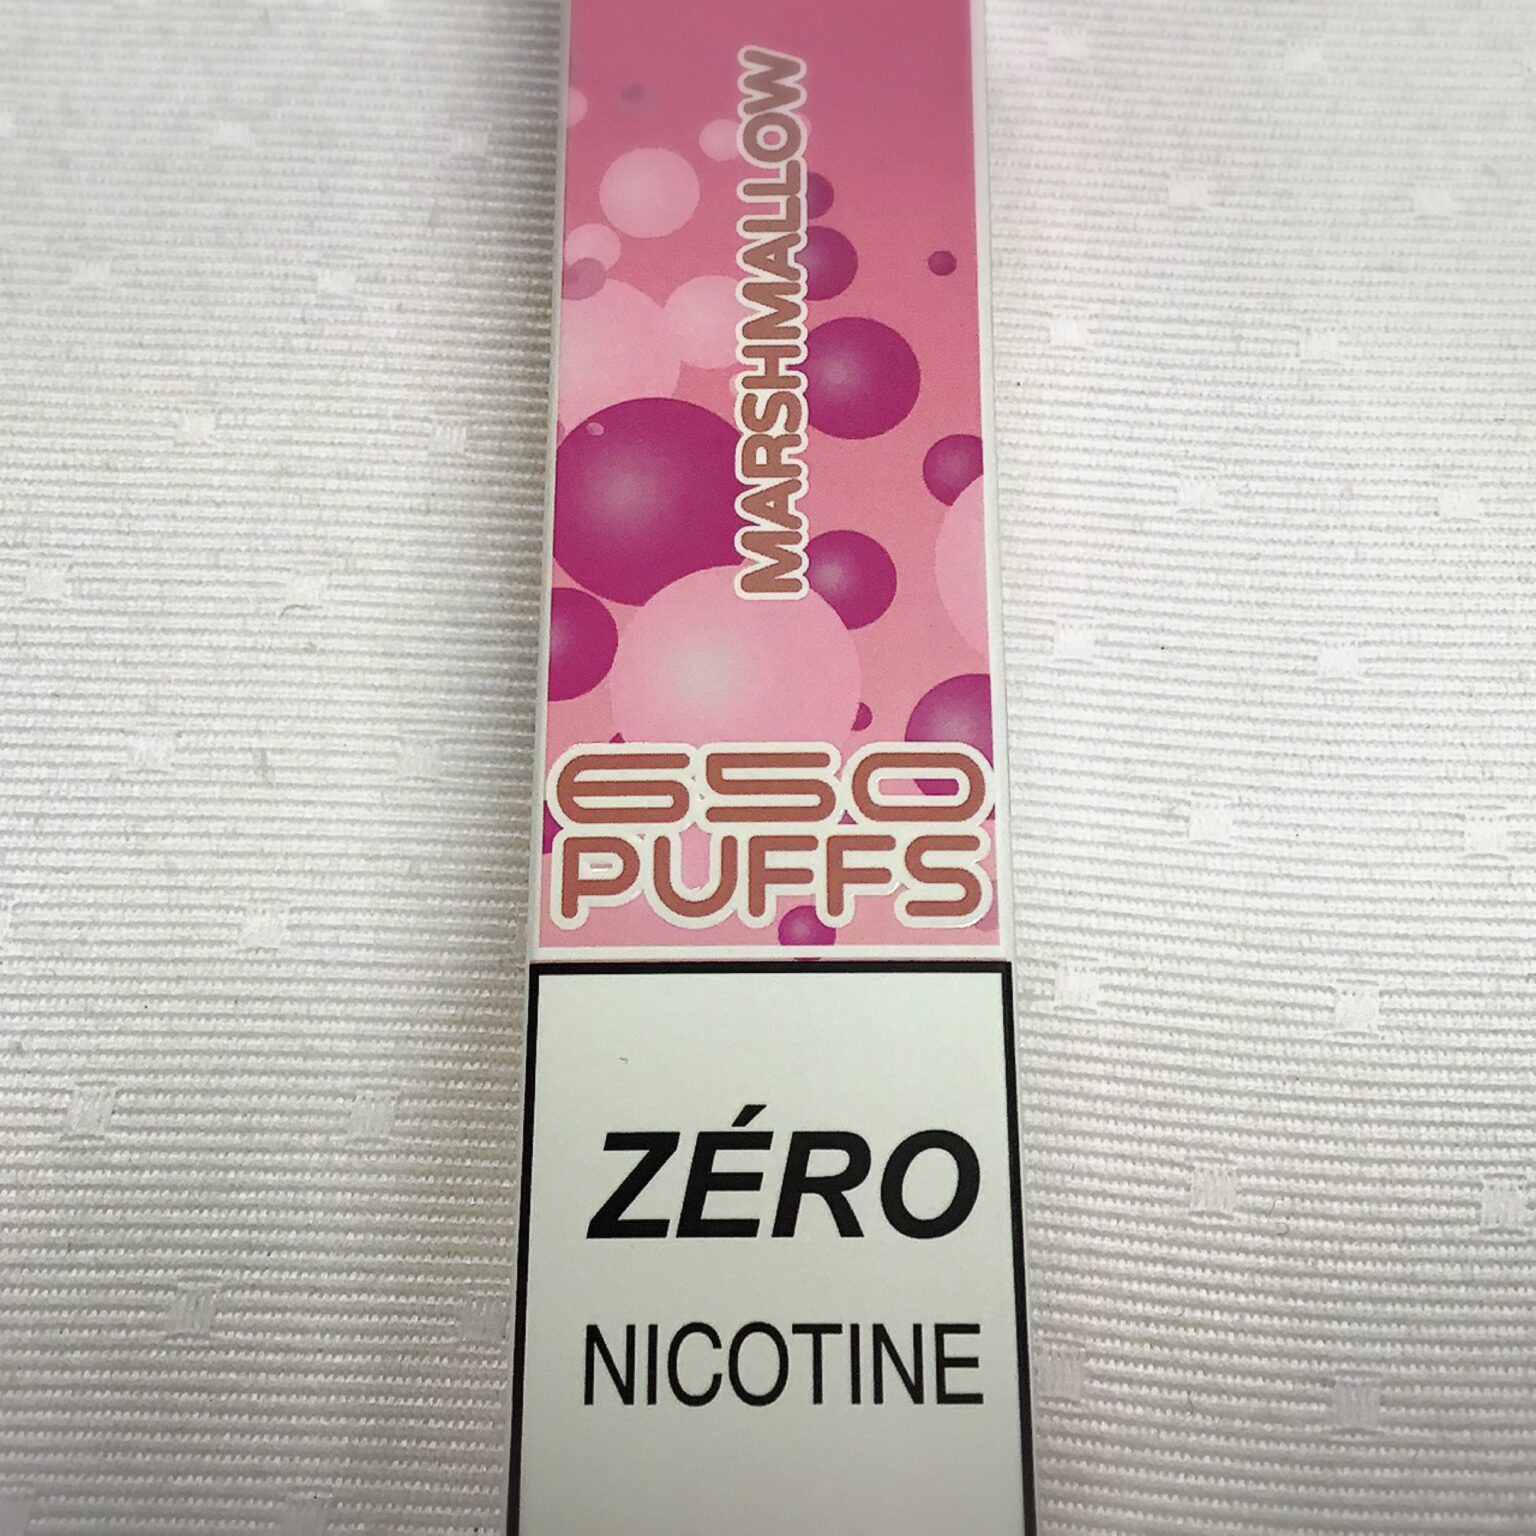 MARSHMALLOW
650
PUFFS
ZÉRO
NICOTINE